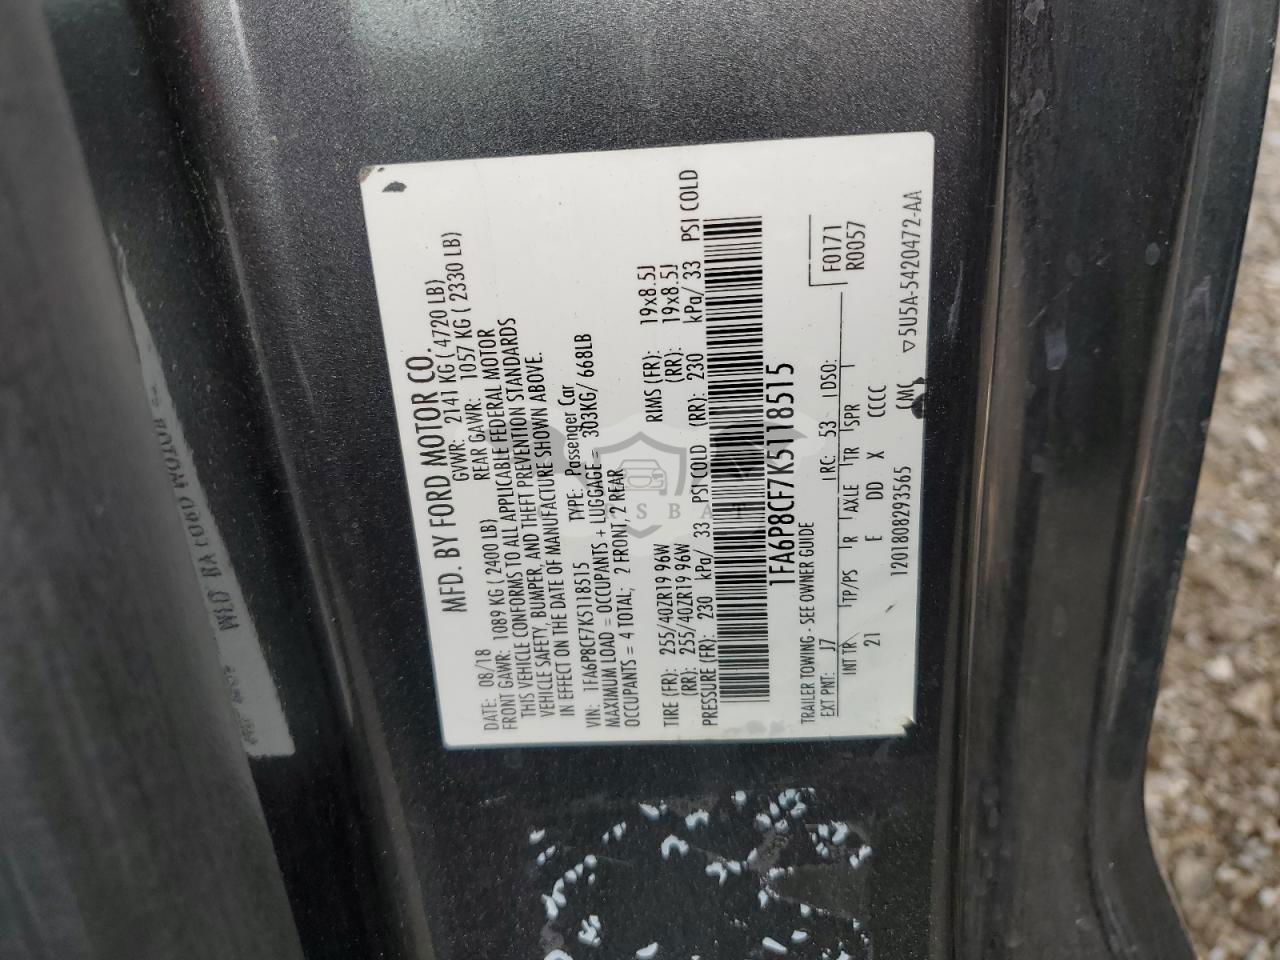 MFD. BY FORD MOTOR CO.
DATE: 08/18 GVWR: 2141 KG ( 4720 LB)
FRONT GAWR: 1089 KG ( 2400 LB) REAR GAWR: 1057 KG ( 2330 LB)
THIS VEHICLE CONFORMS TO ALL APPLICABLE FEDERAL MOTOR
VEHICLE SAFETY, BUMPER, AND THEFT PREVENTION STANDARDS
IN EFFECT ON THE DATE OF MANUFACTURE SHOWN ABOVE.
VIN: 1FA6P8CF7K5118515 TYPE: Passenger Car
MAXIMUM LOAD = OCCUPANTS + LUGGAGE = 303KG/ 668LB
OCCUPANTS = 4 TOTAL; 2 FRONT, 2 REAR
TIRE (FR): 255/40ZR19 96W RIMS (FR): 19x8.5J
(RR): 255/40ZR19 96W (RR): 19x8.5J
PRESSURE (FR): 230 kPa/ 33 PSI COLD (RR): 230 kPa/ 33 PSI COLD
1FA6P8CF7K5118515
TRAILER TOWING - SEE OWNER GUIDE
F0171
EXT PNT: J7 RC: 53 DSO: R0057
INT TR TP/PS R AXLE TR SPR
21 E DD X CCCC
1201808293565 ▽5U5A-5420472-AA